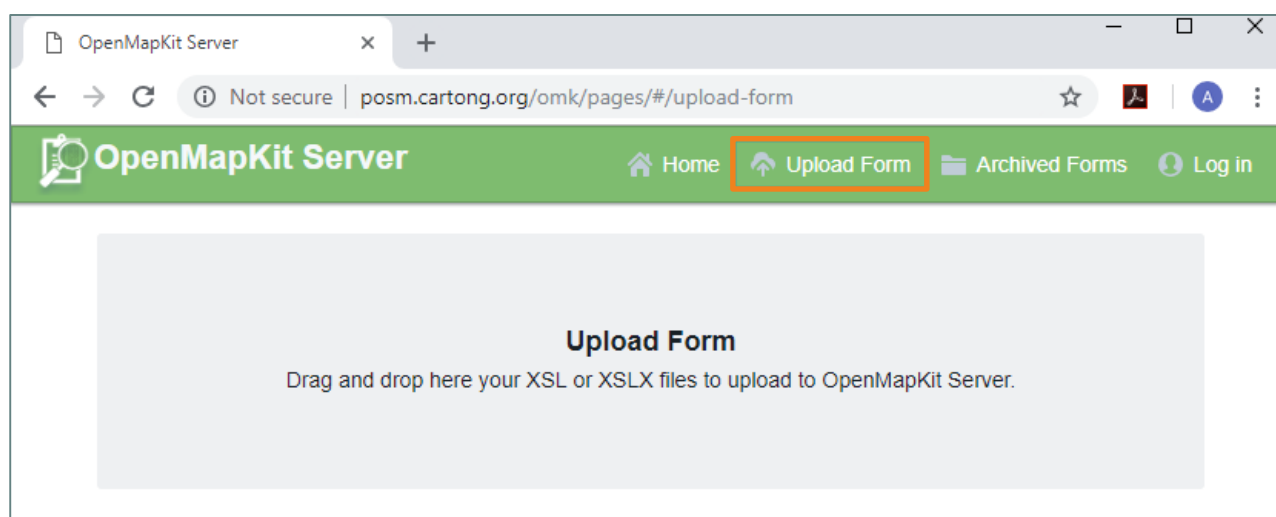 OpenMapKit Server
Not secure | posm.cartong.org/omk/pages/#/upload-form
A
OpenMapKit Server
Home
Upload Form
Archived Forms
Log in
Upload Form
Drag and drop here your XSL or XSLX files to upload to OpenMapKit Server.